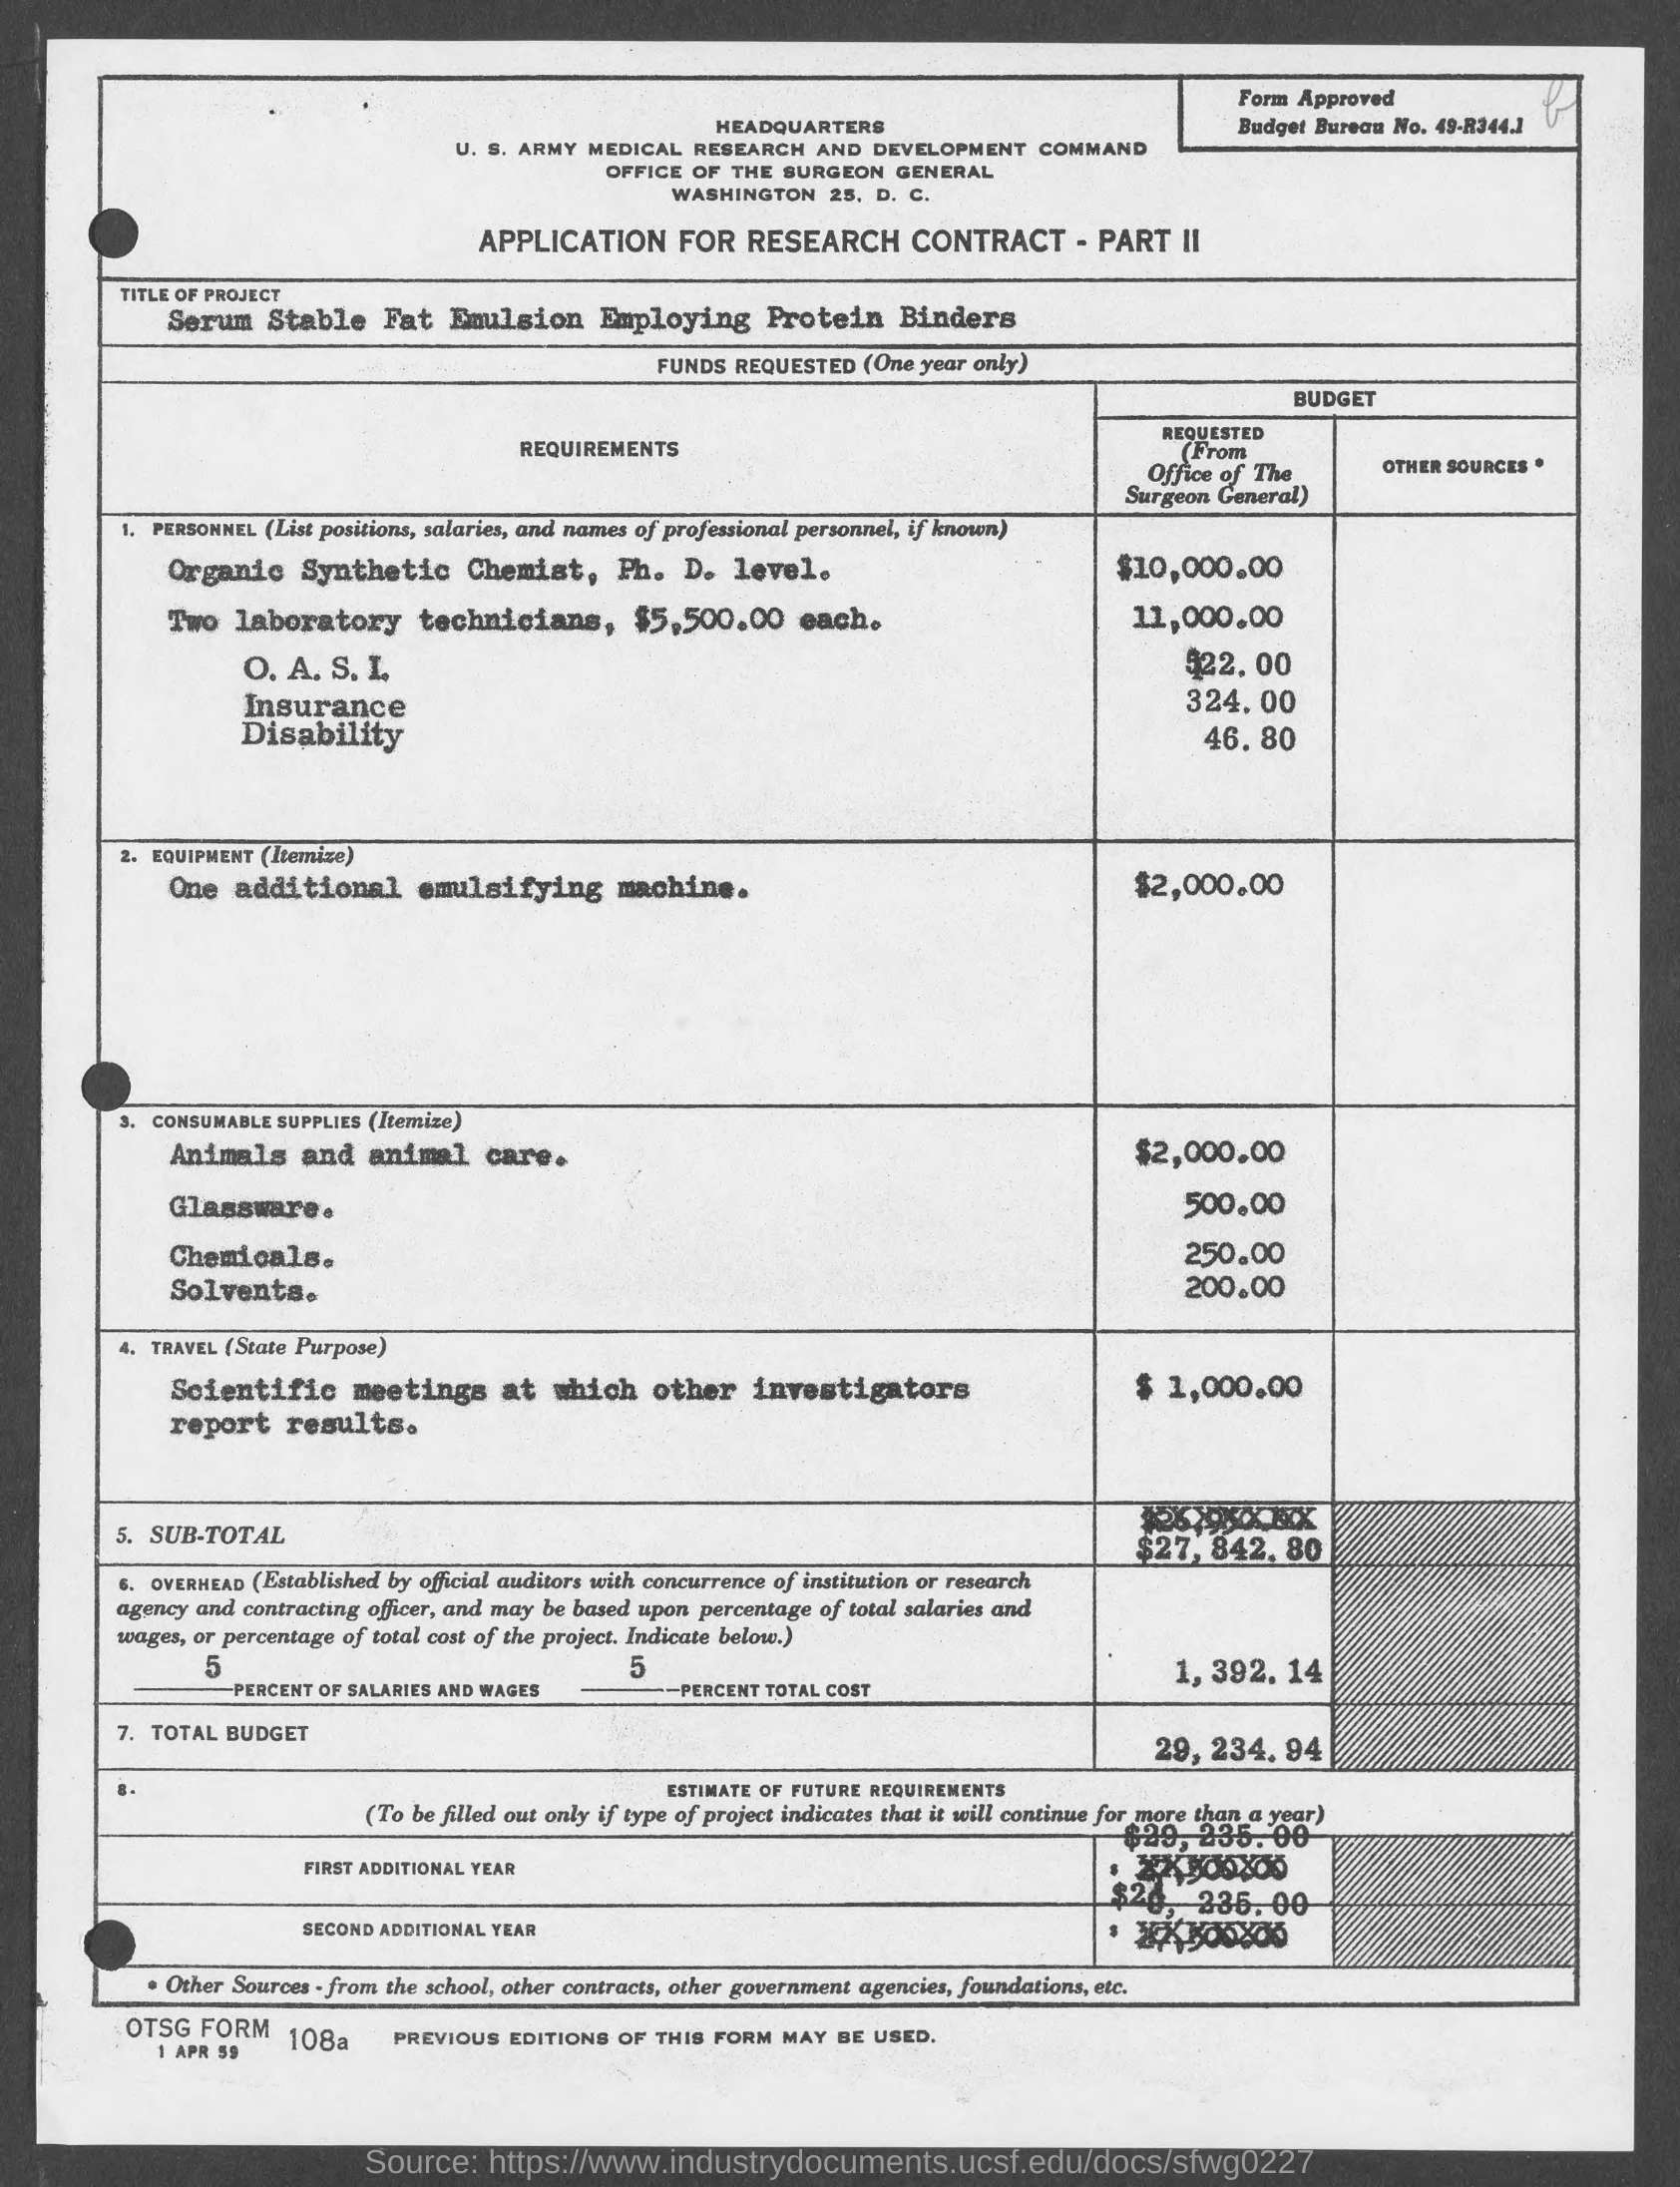 Form Approved
Budget Bureau No. 49-R344.1
b
HEADQUARTERS
U. S. ARMY MEDICAL RESEARCH AND DEVELOPMENT COMMAND
OFFICE OF THE SURGEON GENERAL
WASHINGTON 25, D. C.
APPLICATION FOR RESEARCH CONTRACT - PART II
TITLE OF PROJECT
Serum Stable Fat Emulsion Employing Protein Binders
FUNDS REQUESTED (One year only)
REQUIREMENTS
BUDGET
REQUESTED
(From
Office of The
Surgeon General)
OTHER SOURCES *
1. PERSONNEL (List positions, salaries, and names of professional personnel, if known)
Organic Synthetic Chemist, Ph. D. level. $10,000.00
Two laboratory technicians, $5,500.00 each. 11,000.00
O. A. S. I. 522.00
Insurance 324.00
Disability 46.80
2. EQUIPMENT (Itemize)
One additional emulsifying machine. $2,000.00
3. CONSUMABLE SUPPLIES (Itemize)
Animals and animal care. $2,000.00
Glassware. 500.00
Chemicals. 250.00
Solvents. 200.00
4. TRAVEL (State Purpose)
Scientific meetings at which other investigators $ 1,000.00
report results.
5. SUB-TOTAL $27, 842. 80
6. OVERHEAD (Established by official auditors with concurrence of institution or research
agency and contracting officer, and may be based upon percentage of total salaries and
wages, or percentage of total cost of the project. Indicate below.)
5 PERCENT OF SALARIES AND WAGES 5 PERCENT TOTAL COST 1, 392. 14
7. TOTAL BUDGET 29, 234. 94
8. ESTIMATE OF FUTURE REQUIREMENTS
(To be filled out only if type of project indicates that it will continue for more than a year)
$29, 235. 00
FIRST ADDITIONAL YEAR $
235. 00
SECOND ADDITIONAL YEAR $
* Other Sources - from the school, other contracts, other government agencies, foundations, etc.
OTSG FORM 108a PREVIOUS EDITIONS OF THIS FORM MAY BE USED.
1 APR 59
Source: https://www.industrydocuments.ucsf.edu/docs/sfwg0227